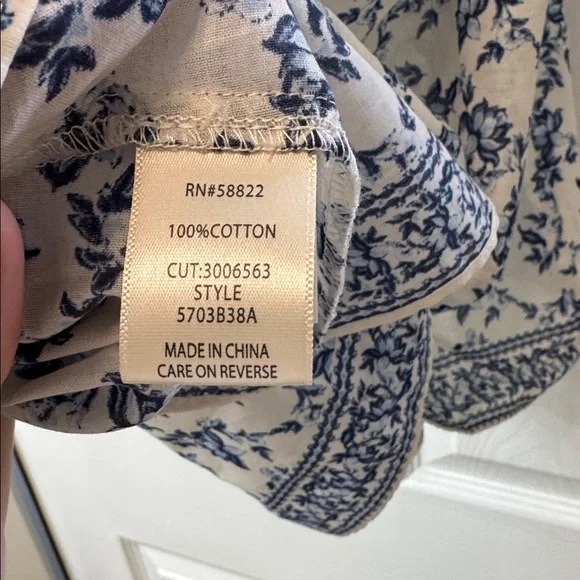 RN#58822
100%COTTON
CUT:3006563
STYLE
5703B38A
MADE IN CHINA
CARE ON REVERSE